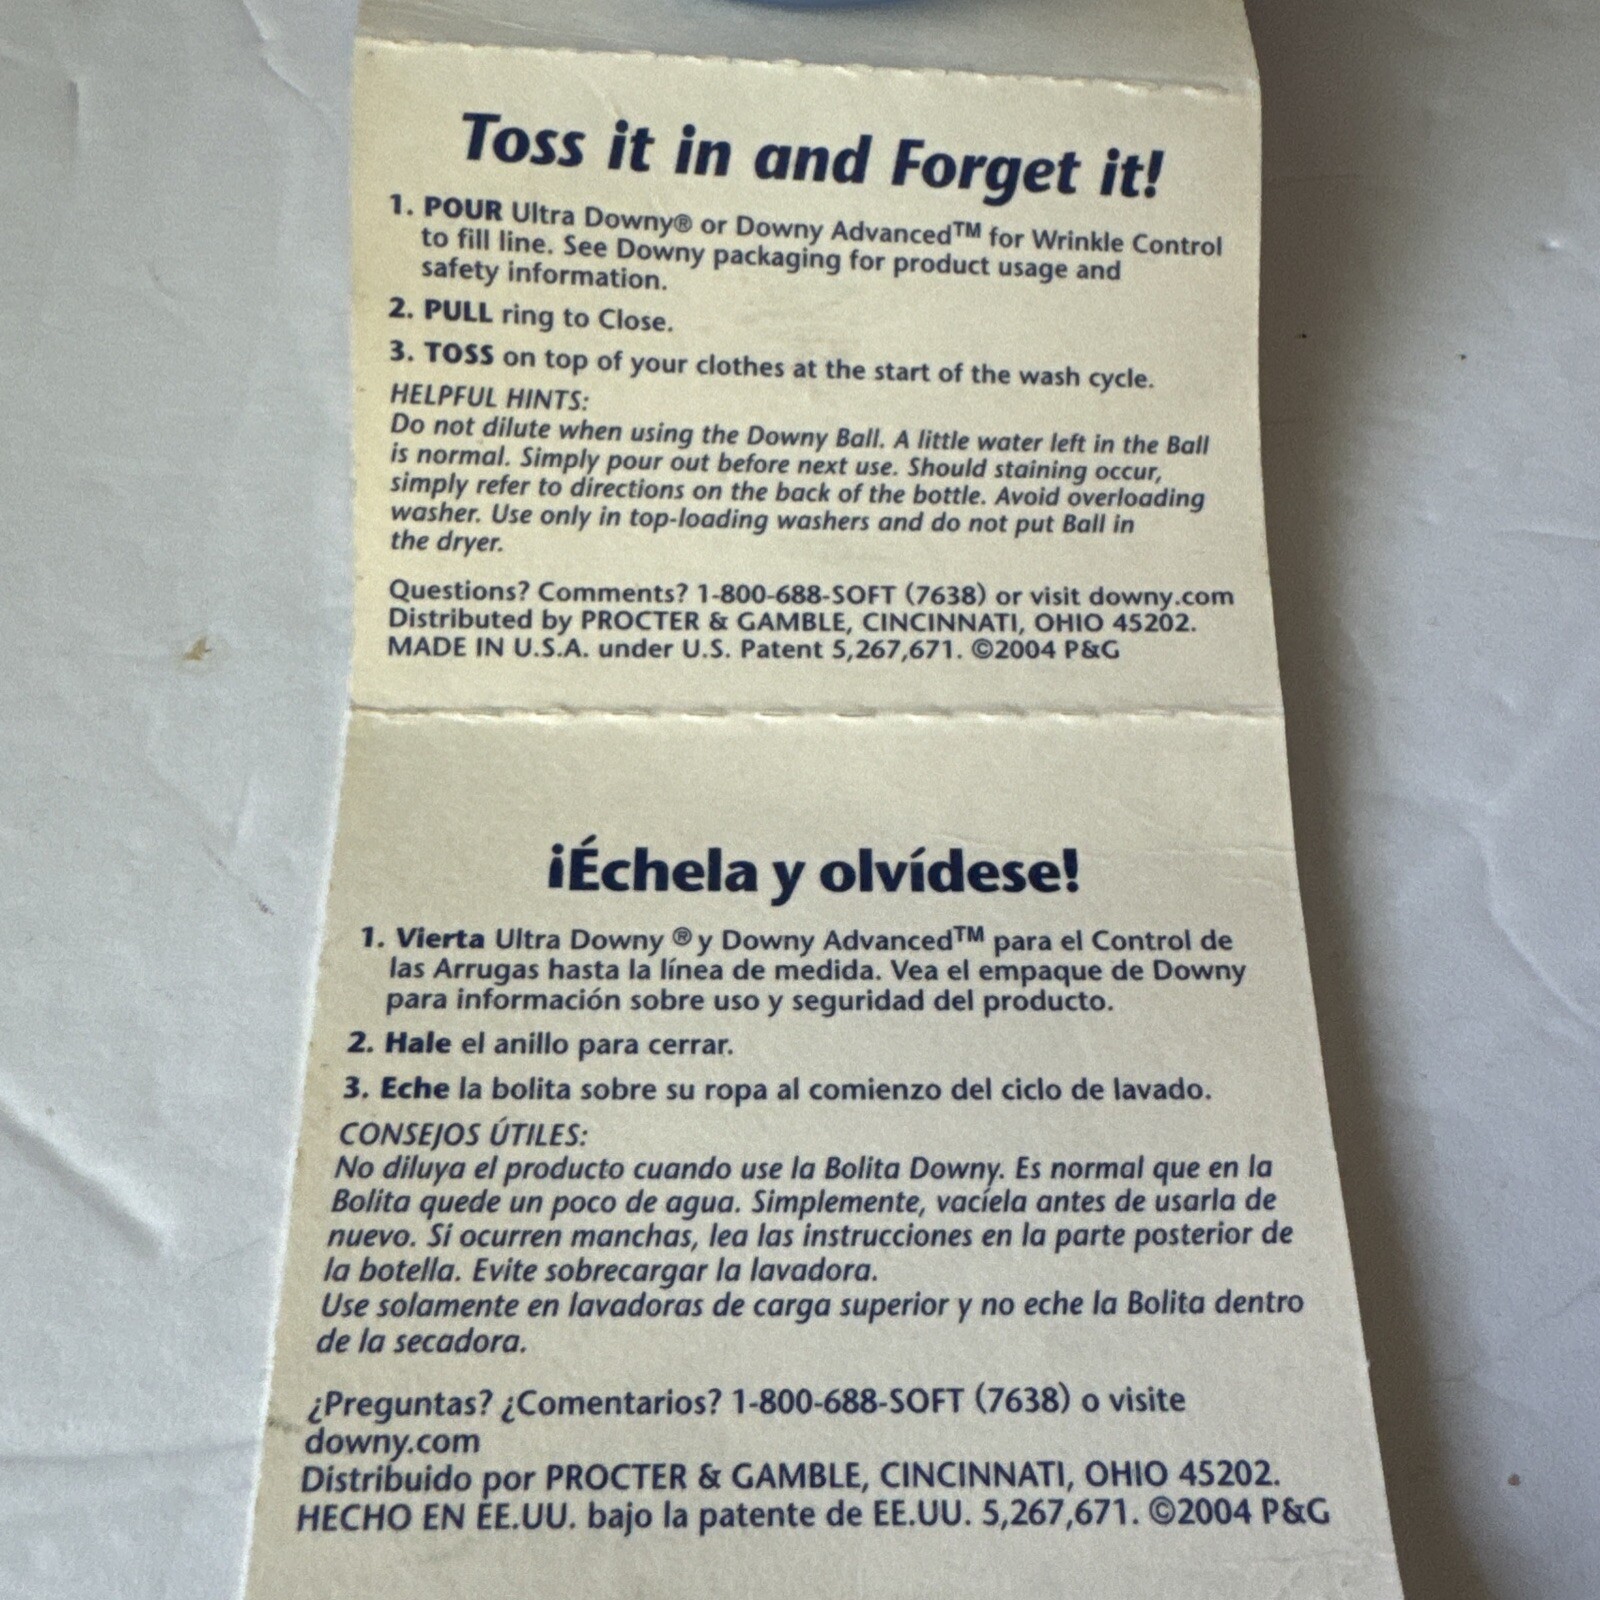 Toss it in and Forget it!
1. POUR Ultra Downy® or Downy Advanced™ for Wrinkle Control
to fill line. See Downy packaging for product usage and
safety information.
2. PULL ring to Close.
3. TOSS on top of your clothes at the start of the wash cycle.
HELPFUL HINTS:
Do not dilute when using the Downy Ball. A little water left in the Ball
is normal. Simply pour out before next use. Should staining occur,
simply refer to directions on the back of the bottle. Avoid overloading
washer. Use only in top-loading washers and do not put Ball in
the dryer.
Questions? Comments? 1-800-688-SOFT (7638) or visit downy.com
Distributed by PROCTER & GAMBLE, CINCINNATI, OHIO 45202.
MADE IN U.S.A. under U.S. Patent 5,267,671. ©2004 P&G
¡Échela y olvídese!
1. Vierta Ultra Downy ® y Downy Advanced™ para el Control de
las Arrugas hasta la línea de medida. Vea el empaque de Downy
para información sobre uso y seguridad del producto.
2. Hale el anillo para cerrar.
3. Eche la bolita sobre su ropa al comienzo del ciclo de lavado.
CONSEJOS ÚTILES:
No diluya el producto cuando use la Bolita Downy. Es normal que en la
Bolita quede un poco de agua. Simplemente, vacíela antes de usarla de
nuevo. Si ocurren manchas, lea las instrucciones en la parte posterior de
la botella. Evite sobrecargar la lavadora.
Use solamente en lavadoras de carga superior y no eche la Bolita dentro
de la secadora.
¿Preguntas? ¿Comentarios? 1-800-688-SOFT (7638) o visite
downy.com
Distribuido por PROCTER & GAMBLE, CINCINNATI, OHIO 45202.
HECHO EN EE.UU. bajo la patente de EE.UU. 5,267,671. ©2004 P&G